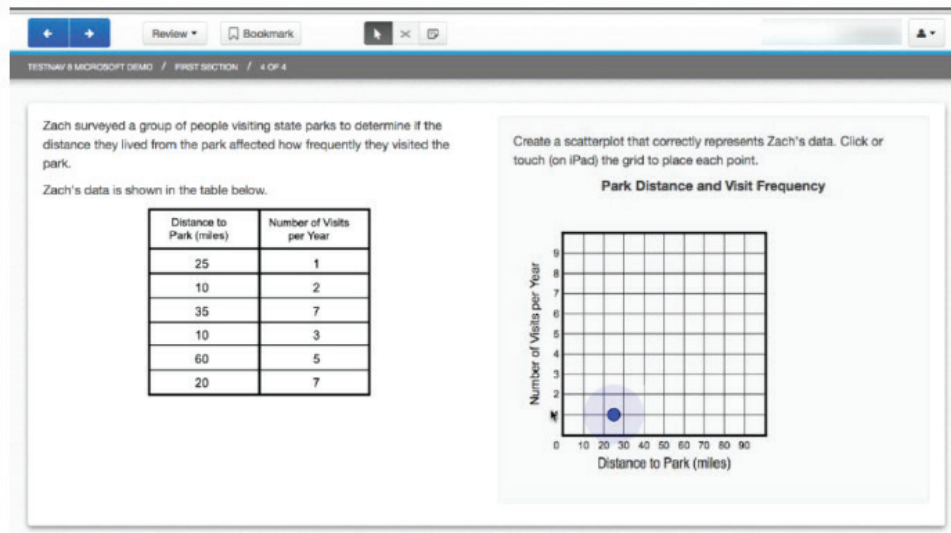 Review
Bookmark
TESTNAV 8 MICROSOFT DEMO / FIRST SECTION / 4 OF 4
Zach surveyed a group of people visiting state parks to determine if the
distance they lived from the park affected how frequently they visited the
park.
Zach's data is shown in the table below.
Distance to Park (miles) Number of Visits per Year
25 1
10 2
35 7
10 3
60 5
20 7
Create a scatterplot that correctly represents Zach's data. Click or
touch (on iPad) the grid to place each point.
Park Distance and Visit Frequency
Number of Visits per Year
9
8
7
6
5
4
3
2
0 10 20 30 40 50 60 70 80 90
Distance to Park (miles)